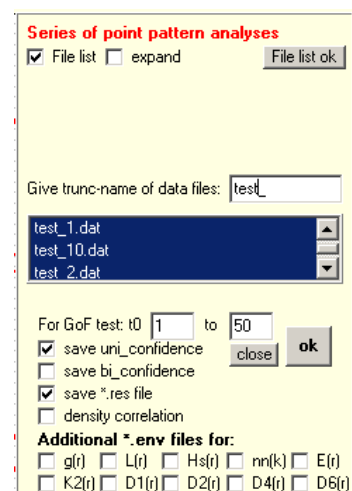 Series of point pattern analyses
File list expand File list ok
Give trunc-name of data files: test_
test_1.dat
test_10.dat
test_2.dat
For GoF test: t0 1 to 50
save uni_confidence close ok
save bi_confidence
save *.res file
density correlation
Additional *.env files for:
g(r) L(r) Hs(r) nn(k) E(r)
K2(r) D1(r) D2(r) D4(r) D6(r)